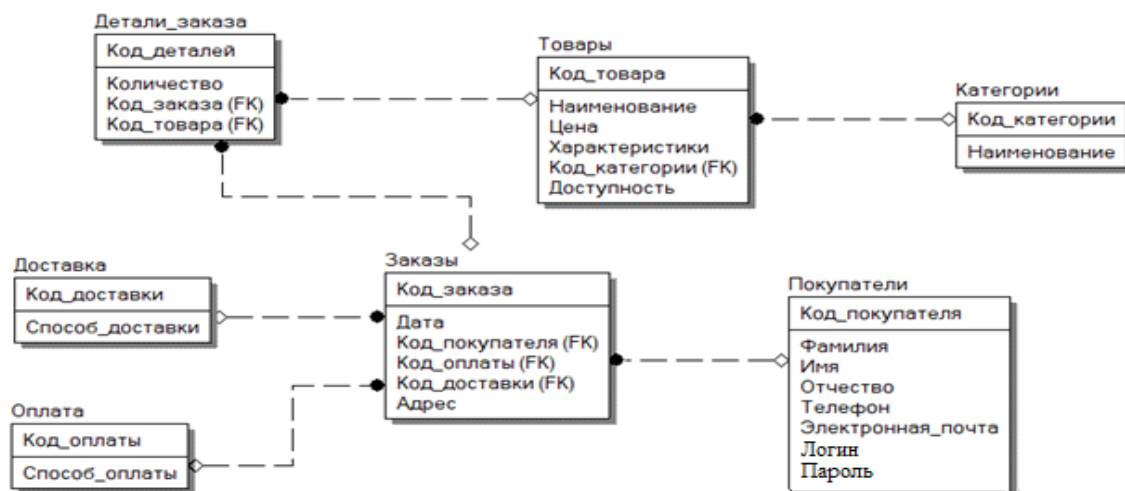 Детали_заказа
Код_деталей
Количество
Код_заказа (FK)
Код_товара (FK)
Товары
Код_товара
Наименование
Цена
Характеристики
Код_категории (FK)
Доступность
Категории
Код_категории
Наименование
Доставка
Код_доставки
Способ_доставки
Заказы
Код_заказа
Дата
Код_покупателя (FK)
Код_оплаты (FK)
Код_доставки (FK)
Адрес
Покупатели
Код_покупателя
Фамилия
Имя
Отчество
Телефон
Электронная_почта
Логин
Пароль
Оплата
Код_оплаты
Способ_оплаты